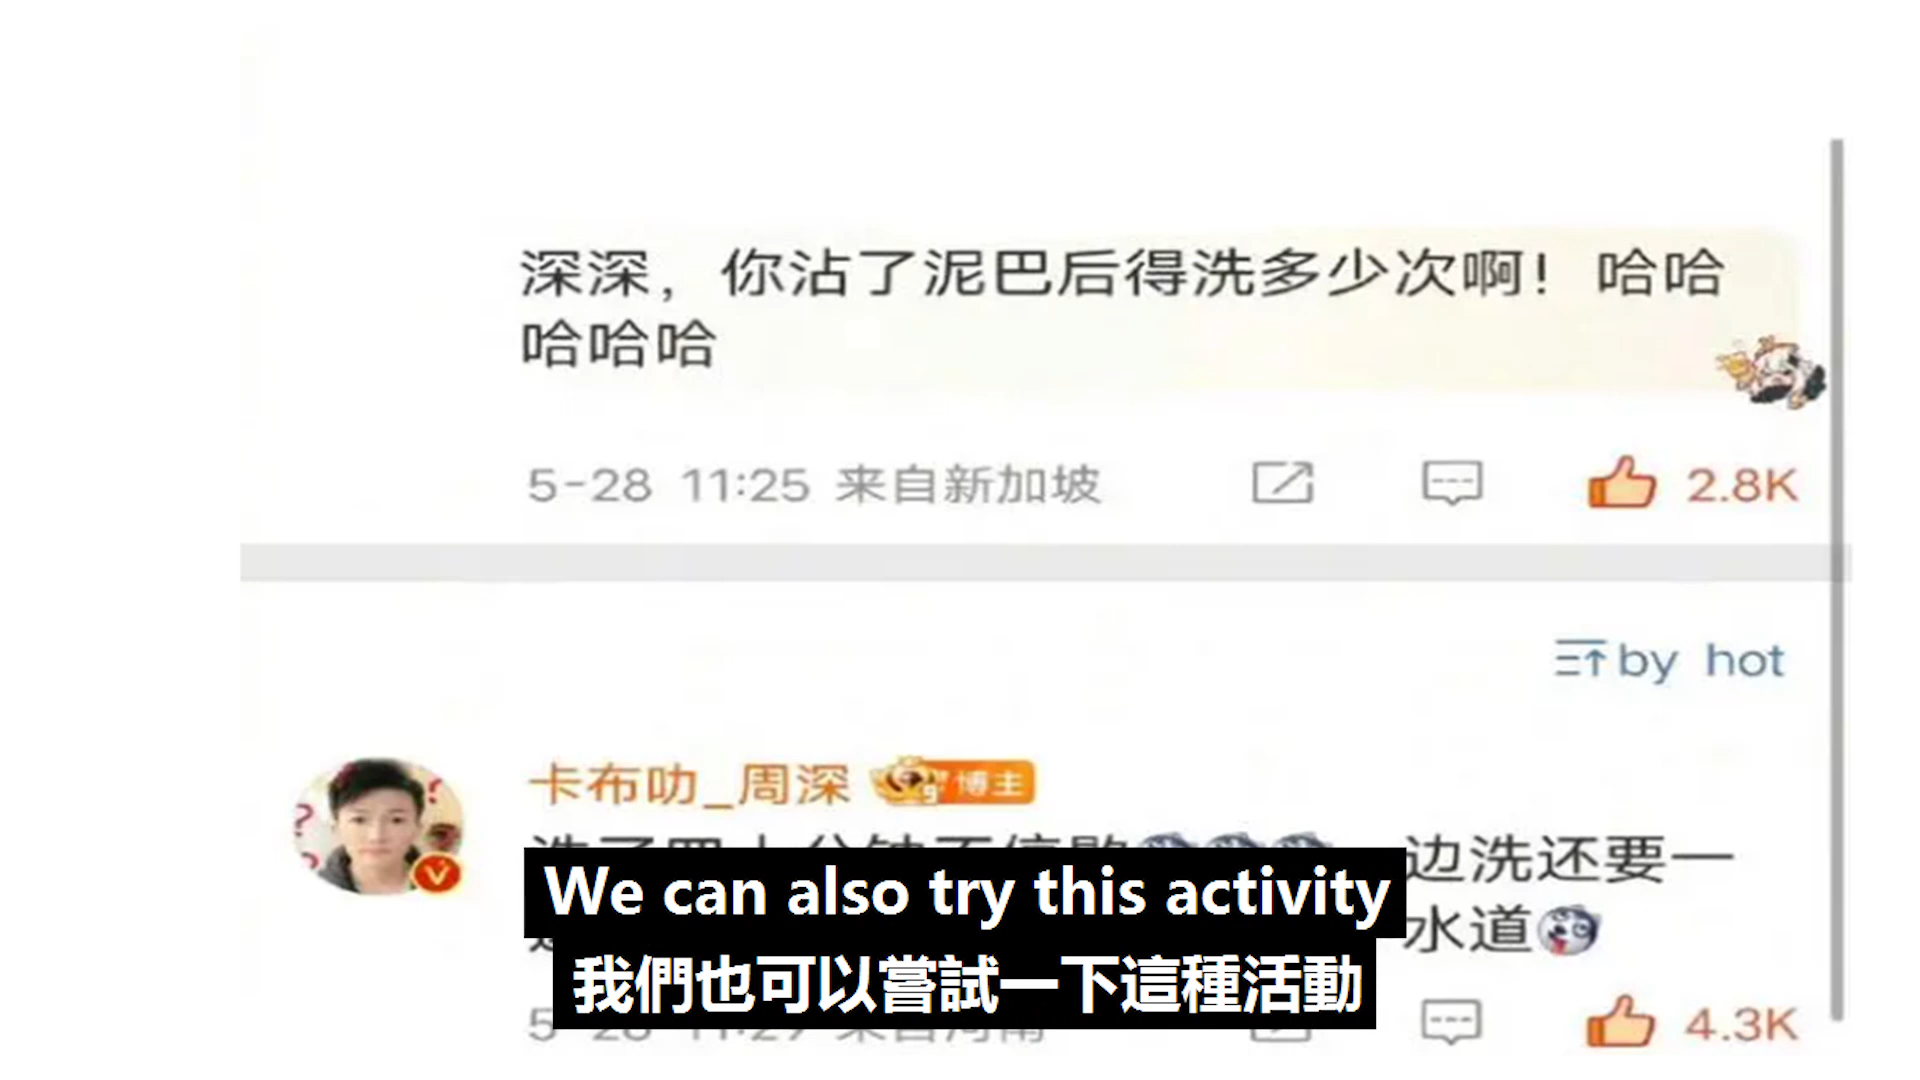 深深，你沾了泥巴后得洗多少次啊！哈哈
哈哈哈
5-28 11:25 来自新加坡
2.8K
by hot
卡布叻_周深
博主
边洗还要一
水道
We can also try this activity
我們也可以嘗試一下這種活動
4.3K